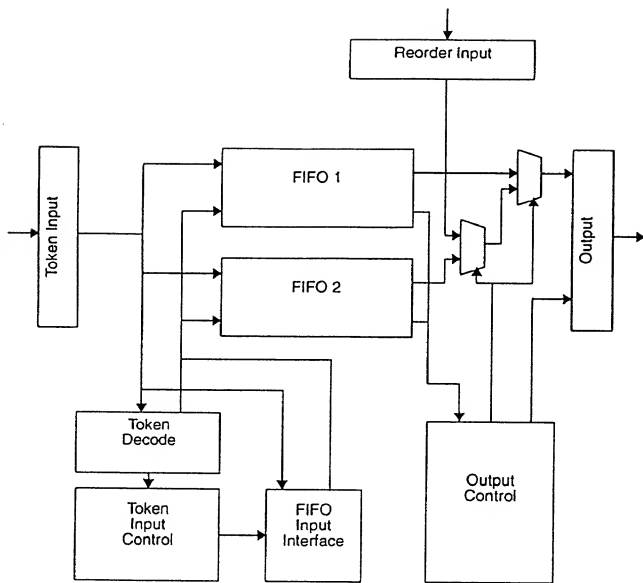 Reorder Input
Token Input
FIFO 1
FIFO 2
Output
Token
Decode
Token
Input
Control
FIFO
Input
Interface
Output
Control